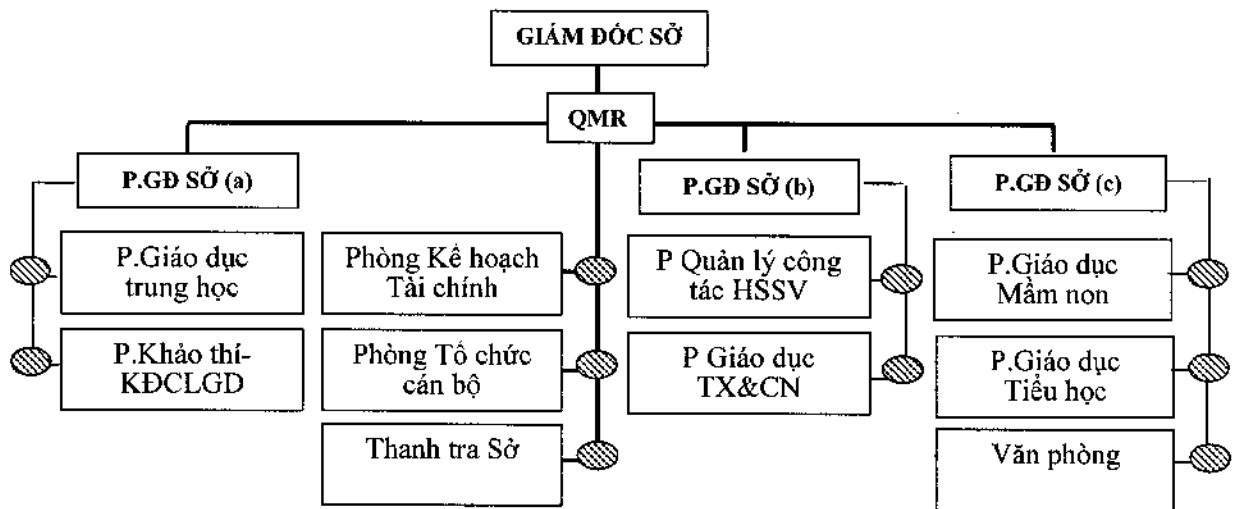 GIÁM ĐỐC SỞ
QMR
P.GĐ SỞ (a)
P.GĐ SỞ (b)
P.GĐ SỞ (c)
P.Giáo dục
trung học
P.Khảo thí-
KĐCLGD
Phòng Kế hoạch
Tài chính
Phòng Tổ chức
cán bộ
Thanh tra Sở
P Quản lý công
tác HSSV
P Giáo dục
TX&CN
P.Giáo dục
Mầm non
P.Giáo dục
Tiểu học
Văn phòng